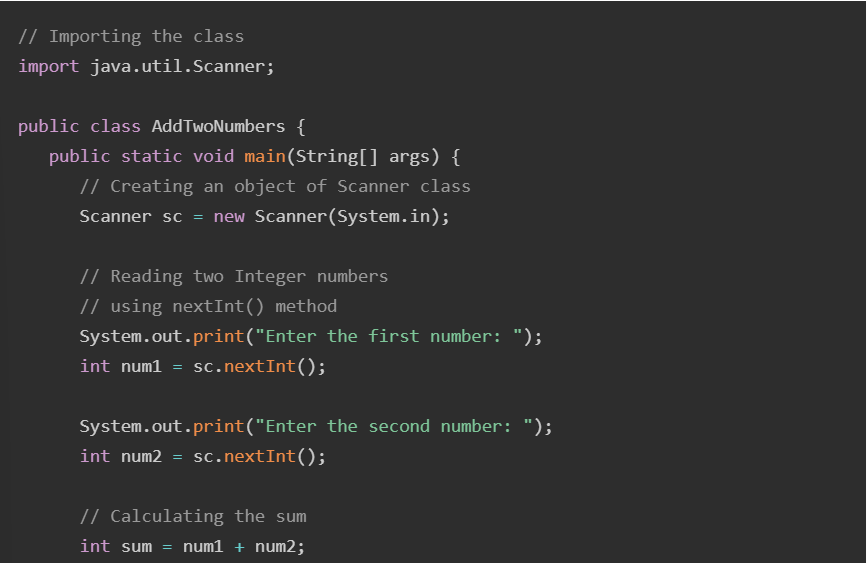 // Importing the class
import java.util.Scanner;
public class AddTwoNumbers {
public static void main(String[] args) {
// Creating an object of Scanner class
Scanner sc = new Scanner(System.in);
// Reading two Integer numbers
// using nextInt() method
System.out.print("Enter the first number: ");
int num1 = sc.nextInt();
System.out.print("Enter the second number: ");
int num2 = sc.nextInt();
// Calculating the sum
int sum = num1 + num2;